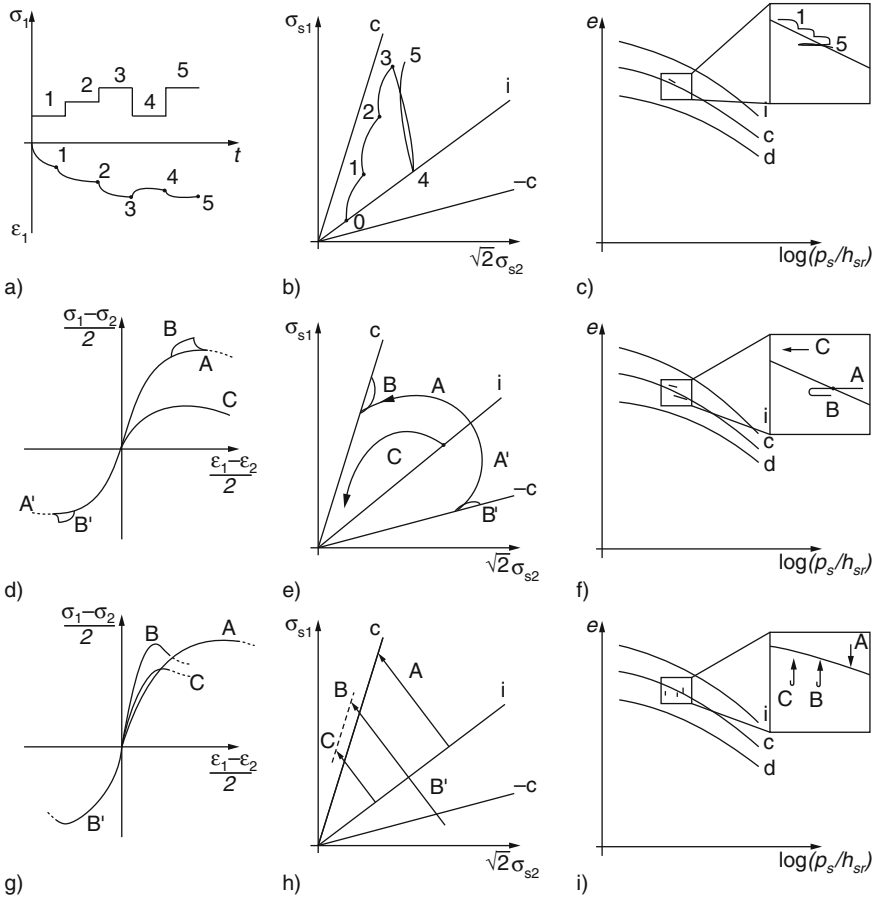 σ1
1
2
3
4
5
t
1
2
3
4
5
ε1
a)
σs1
c
3
5
i
2
1
4
0
–c
√2σs2
b)
e
1
5
i
c
d
log(ps/hsr)
c)
σ1–σ2
2
B
A
C
ε1–ε2
2
A'
B'
d)
σs1
c
B
A
i
C
A'
–c
B'
√2σs2
e)
e
C
A
B
i
c
d
log(ps/hsr)
f)
σ1–σ2
2
B
A
C
ε1–ε2
2
B'
g)
σs1
c
A
i
B
C
B'
–c
√2σs2
h)
e
A
C
B
i
c
d
log(ps/hsr)
i)